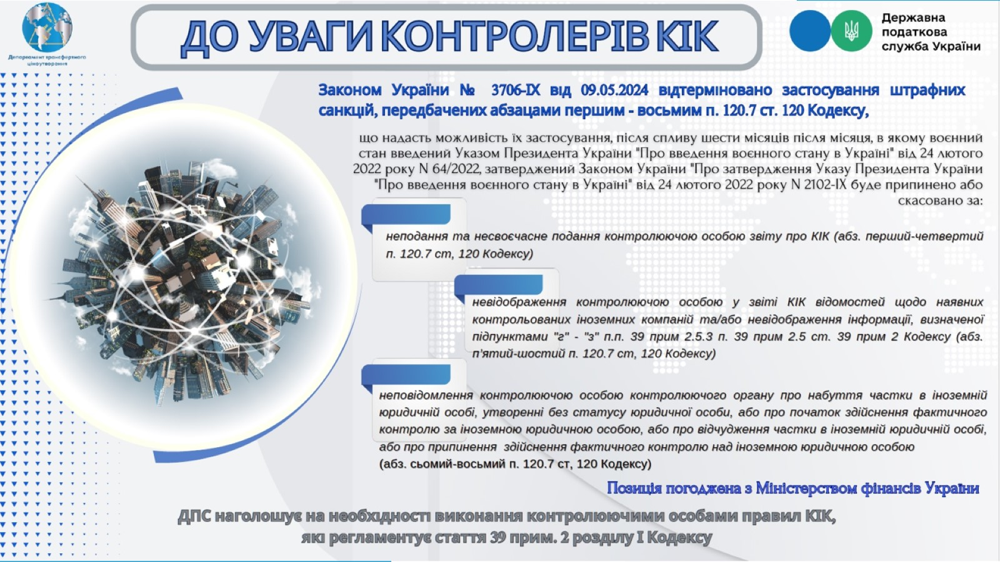 Департамент трансфертного
ціноутворення
ДО УВАГИ КОНТРОЛЕРІВ КІК
Державна
податкова
служба України
Законом України № 3706-IX від 09.05.2024 відтерміновано застосування штрафних
санкцій, передбачених абзацами першим - восьмим п. 120.7 ст. 120 Кодексу,
що надасть можливість їх застосування, після спливу шести місяців після місяця, в якому воєнний
стан введений Указом Президента України "Про введення воєнного стану в Україні" від 24 лютого
2022 року N 64/2022, затверджений Законом України "Про затвердження Указу Президента України
"Про введення воєнного стану в Україні" від 24 лютого 2022 року N 2102-IX буде припинено або
скасовано за:
неподання та несвоєчасне подання контролюючою особою звіту про КІК (абз. перший-четвертий
п. 120.7 ст, 120 Кодексу)
невідображення контролюючою особою у звіті КІК відомостей щодо наявних
контрольованих іноземних компаній та/або невідображення інформації, визначеної
підпунктами "г" - "з" п.п. 39 прим 2.5.3 п. 39 прим 2.5 ст. 39 прим 2 Кодексу (абз.
п'ятий-шостий п. 120.7 ст, 120 Кодексу)
неповідомлення контролюючою особою контролюючого органу про набуття частки в іноземній
юридичній особі, утворенні без статусу юридичної особи, або про початок здійснення фактичного
контролю за іноземною юридичною особою, або про відчудження частки в іноземній юридичній особі,
або про припинення здійснення фактичного контролю над іноземною юридичною особою
(абз. сьомий-восьмий п. 120.7 ст, 120 Кодексу)
Позиція погоджена з Міністерством фінансів України
ДПС наголошує на необхідності виконання контролюючими особами правил КІК,
які регламентує стаття 39 прим. 2 розділу І Кодексу